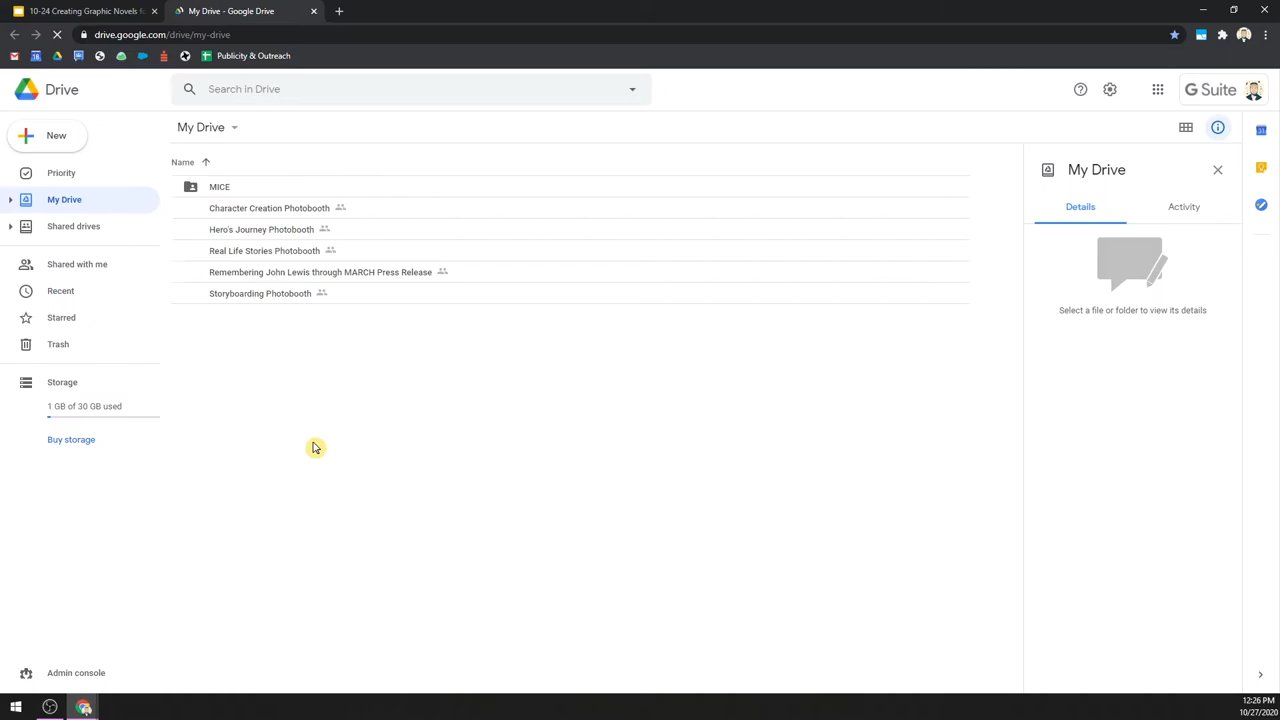 10-24 Creating Graphic Novels f
My Drive - Google Drive
drive.google.com/drive/my-drive
Publicity & Outreach
Drive
Search in Drive
G Suite
New
My Drive
Priority
My Drive
Shared drives
Shared with me
Recent
Starred
Trash
Storage
1 GB of 30 GB used
Buy storage
Admin console
Name
MICE
Character Creation Photobooth
Hero's Journey Photobooth
Real Life Stories Photobooth
Remembering John Lewis through MARCH Press Release
Storyboarding Photobooth
My Drive
Details
Activity
Select a file or folder to view its details
12:26 PM
10/27/2020